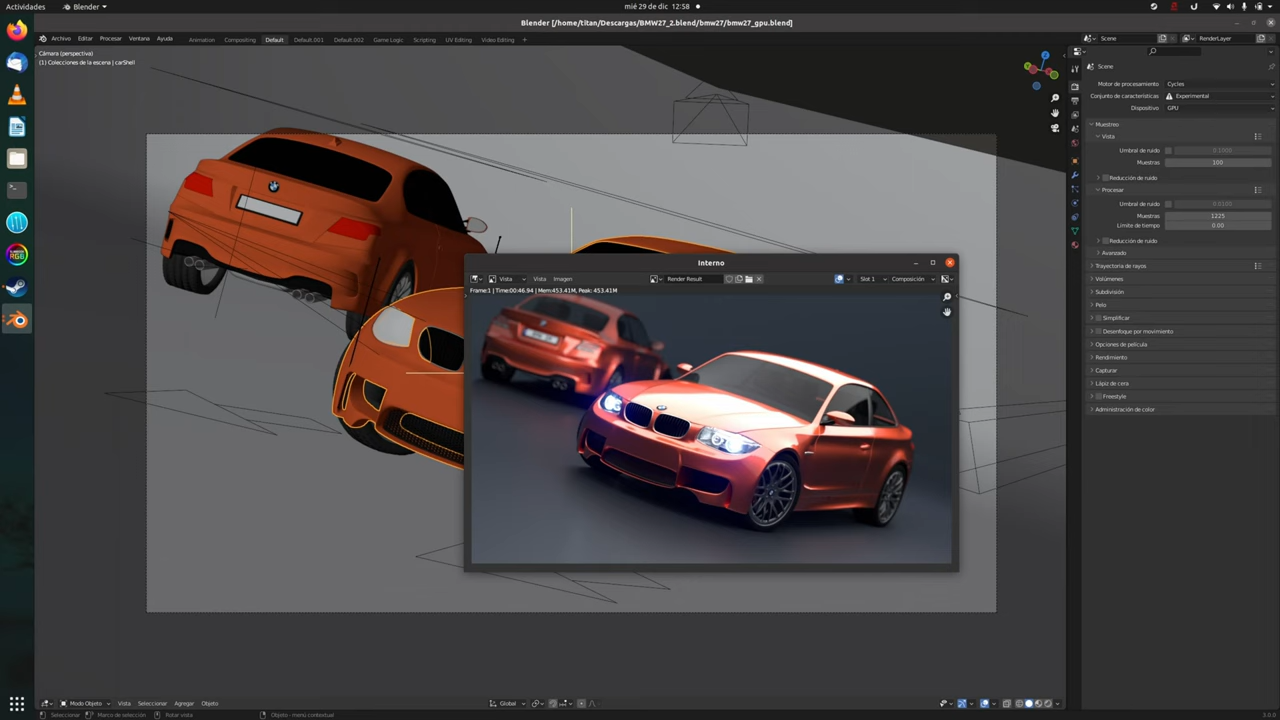 Actividades
Blender
mié 29 de dic 12:58
Blender [/home/titan/Descargas/BMW27_2.blend/bmw27/bmw27_gpu.blend]
Archivo Editar Procesar Ventana Ayuda
Animation Compositing Default Default.001 Default.002 Game Logic Scripting UV Editing Video Editing +
Scene
RenderLayer
Cámara (perspectiva)
(1) Colecciones de la escena | carShell
Scene
Motor de procesamiento Cycles
Conjunto de características Experimental
Dispositivo GPU
Muestreo
Vista
Umbral de ruido 0.1000
Muestras 100
Reducción de ruido
Procesar
Umbral de ruido 0.0100
Muestras 1225
Límite de tiempo 0.00
Reducción de ruido
Avanzado
Trayectoria de rayos
Volúmenes
Subdivisión
Pelo
Simplificar
Desenfoque por movimiento
Opciones de película
Rendimiento
Capturar
Lápiz de cera
Freestyle
Administración de color
Interno
Vista Vista Imagen Render Result Slot 1 Composición
Frame:1 | Time:00:46.94 | Mem:453.41M, Peak: 453.41M
Modo Objeto Vista Seleccionar Agregar Objeto
Global
Seleccionar Marco de selección Rotar vista Objeto - menú contextual
3.0.0